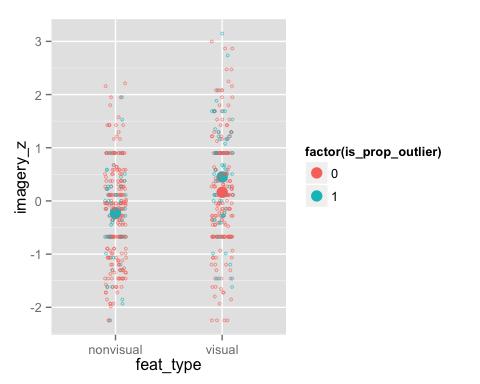 3
2
1
0
-1
-2
imagery_z
nonvisual visual
feat_type
factor(is_prop_outlier)
0
1